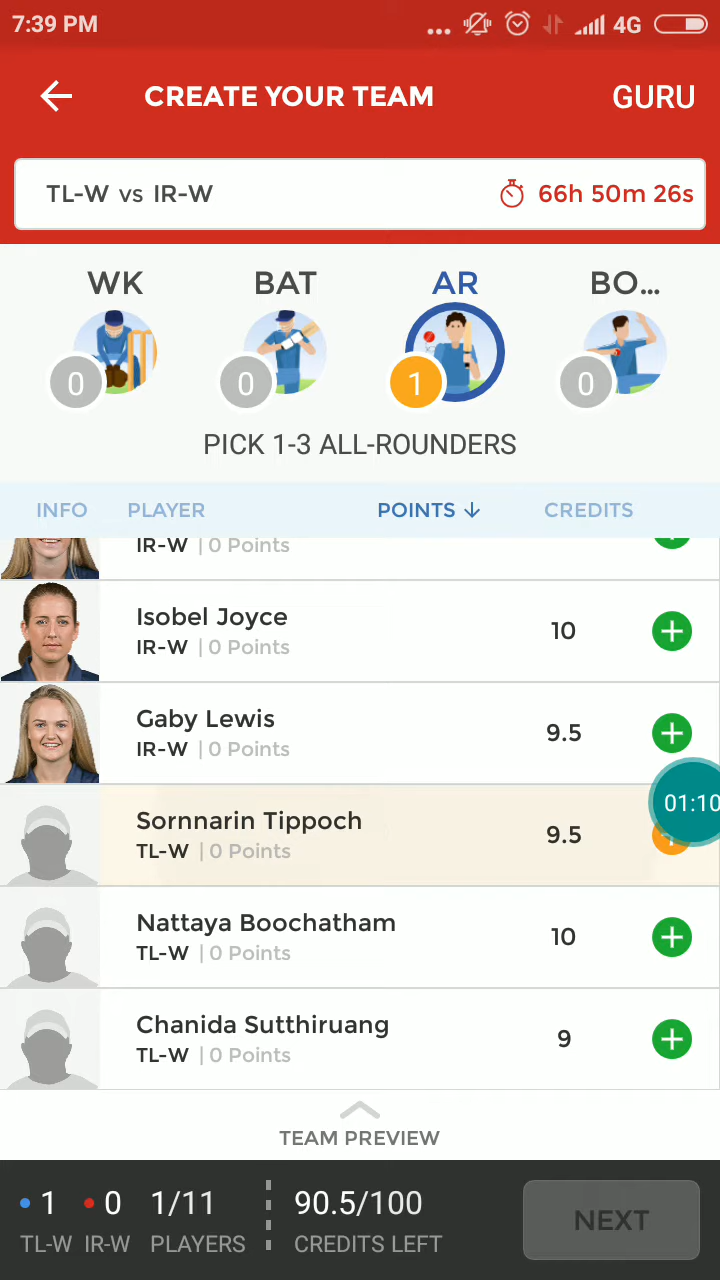 7:39 PM ... 4G
CREATE YOUR TEAM GURU
TL-W vs IR-W 66h 50m 26s
WK BAT AR BO...
0 0 1 0
PICK 1-3 ALL-ROUNDERS
INFO PLAYER POINTS CREDITS
IR-W | 0 Points
Isobel Joyce 10
IR-W | 0 Points
Gaby Lewis 9.5
IR-W | 0 Points
01:10
Sornnarin Tippoch 9.5
TL-W | 0 Points
Nattaya Boochatham 10
TL-W | 0 Points
Chanida Sutthiruang 9
TL-W | 0 Points
TEAM PREVIEW
1 0 1/11 90.5/100 NEXT
TL-W IR-W PLAYERS CREDITS LEFT